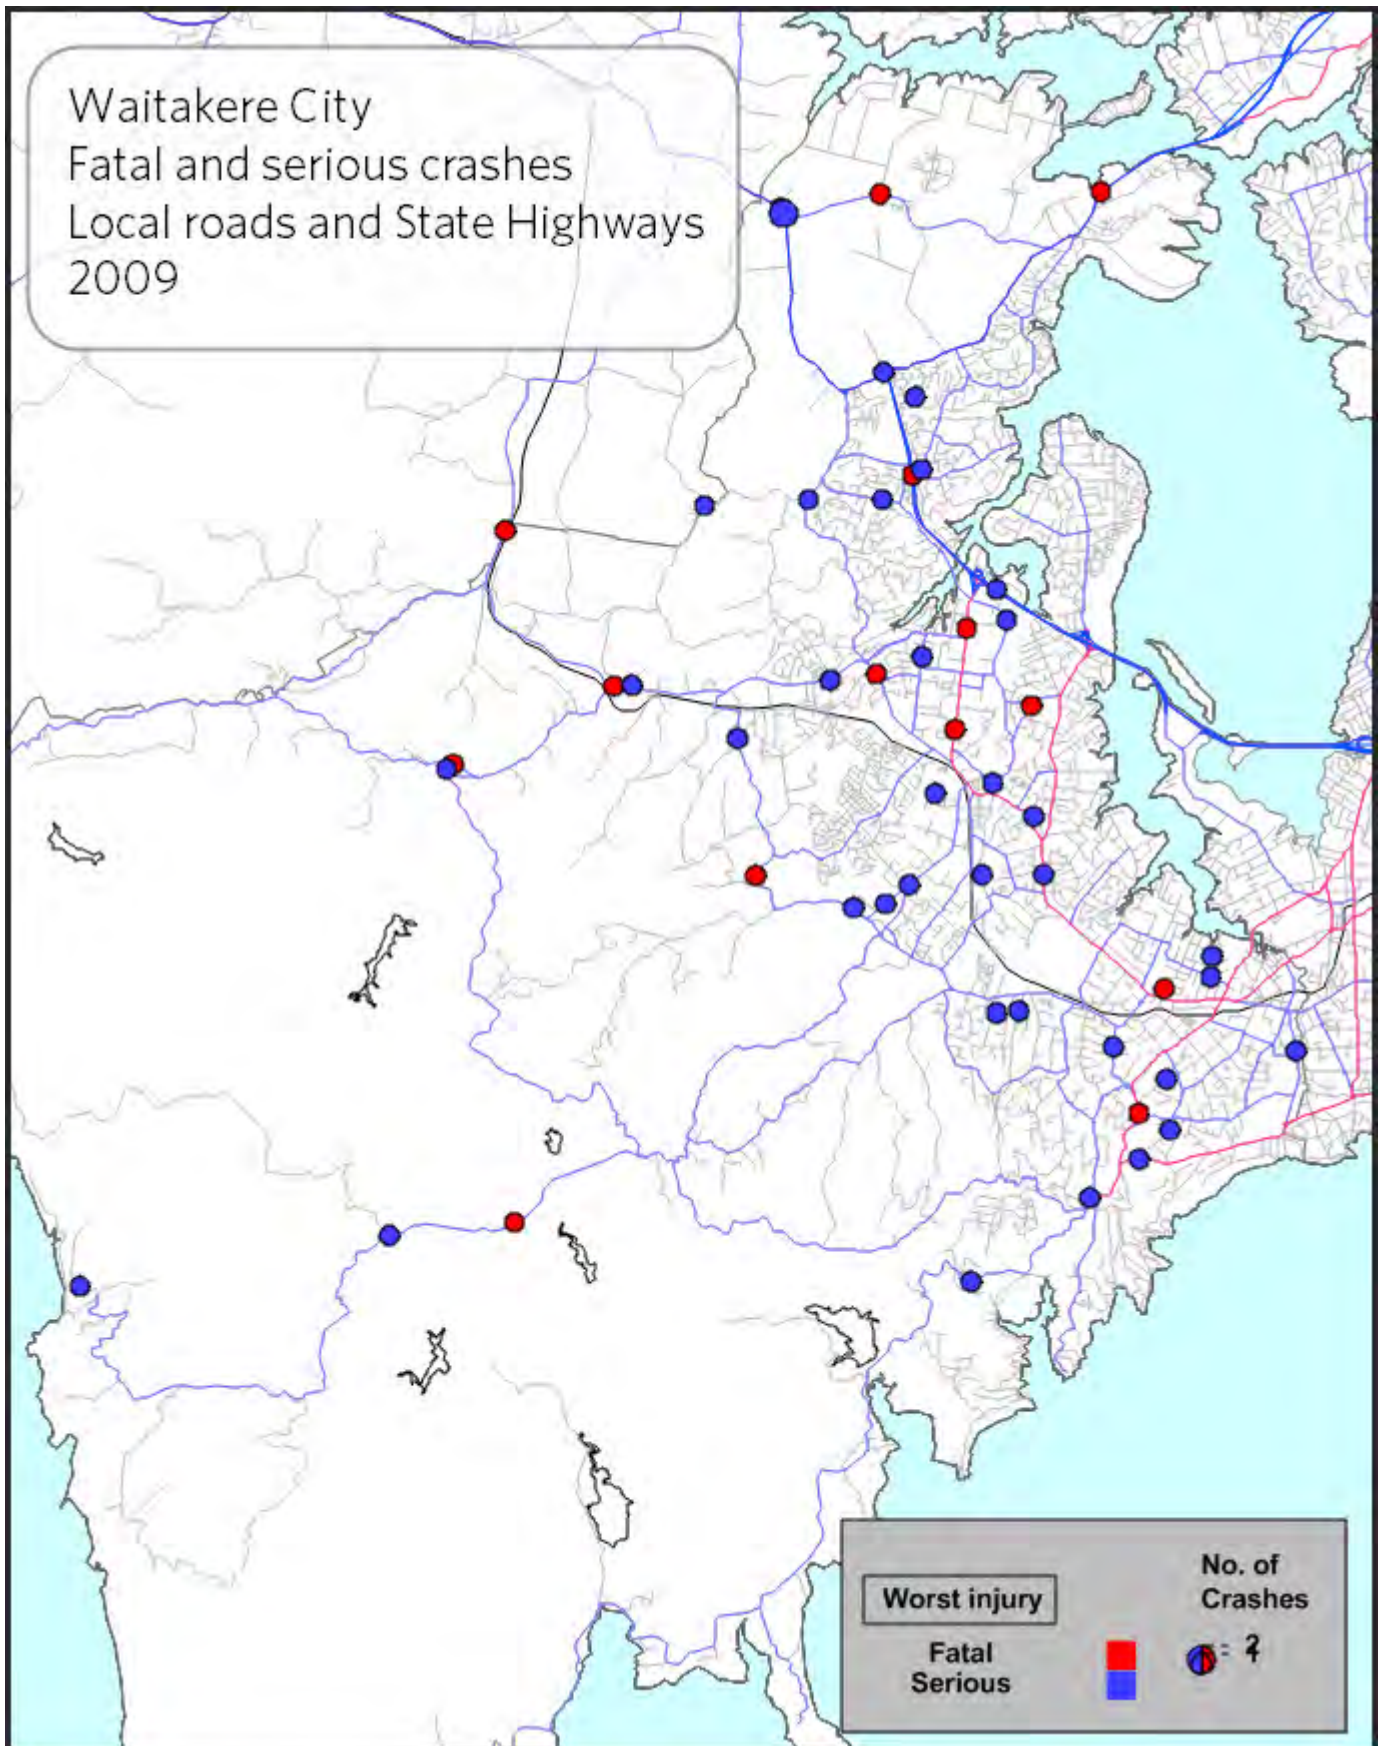 Waitakere City
Fatal and serious crashes
Local roads and State Highways
2009
No. of
Crashes
Worst injury
Fatal
Serious